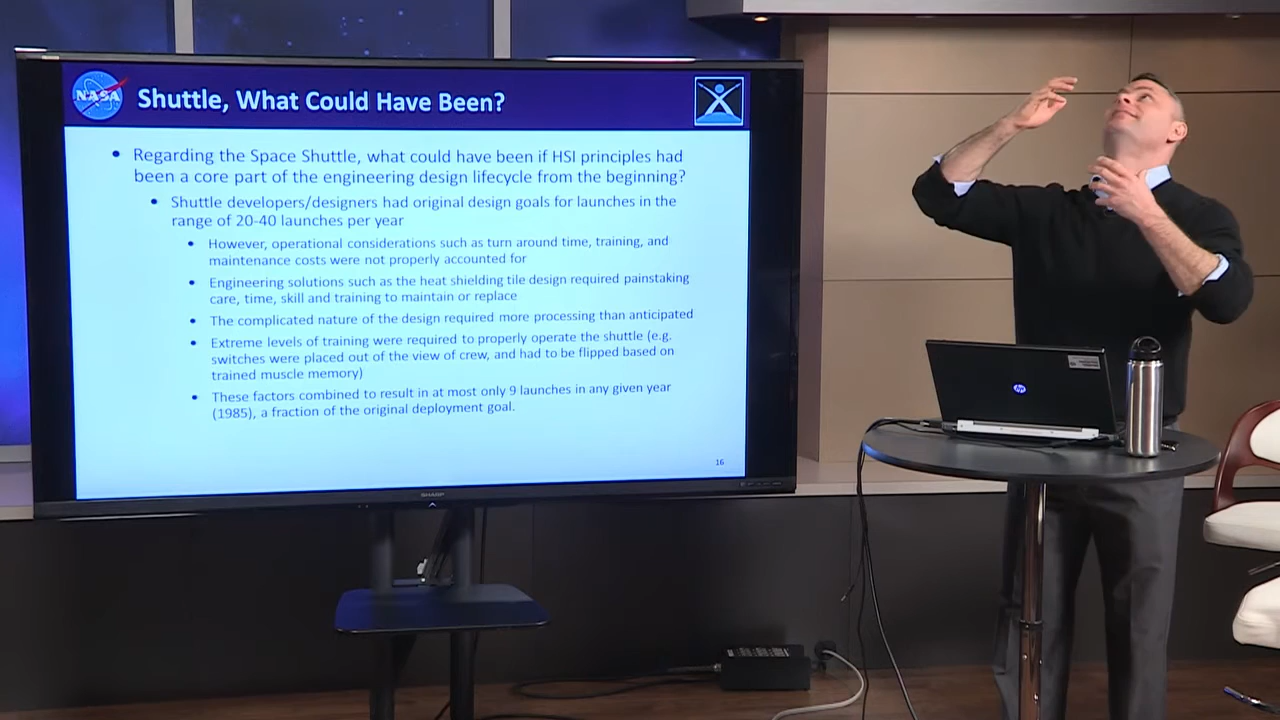 NASA
Shuttle, What Could Have Been?
• Regarding the Space Shuttle, what could have been if HSI principles had
been a core part of the engineering design lifecycle from the beginning?
• Shuttle developers/designers had original design goals for launches in the
range of 20-40 launches per year
• However, operational considerations such as turn around time, training, and
maintenance costs were not properly accounted for
• Engineering solutions such as the heat shielding tile design required painstaking
care, time, skill and training to maintain or replace
• The complicated nature of the design required more processing than anticipated
• Extreme levels of training were required to properly operate the shuttle (e.g.
switches were placed out of the view of crew, and had to be flipped based on
trained muscle memory)
• These factors combined to result in at most only 9 launches in any given year
(1985), a fraction of the original deployment goal.
16
SHARP
hp